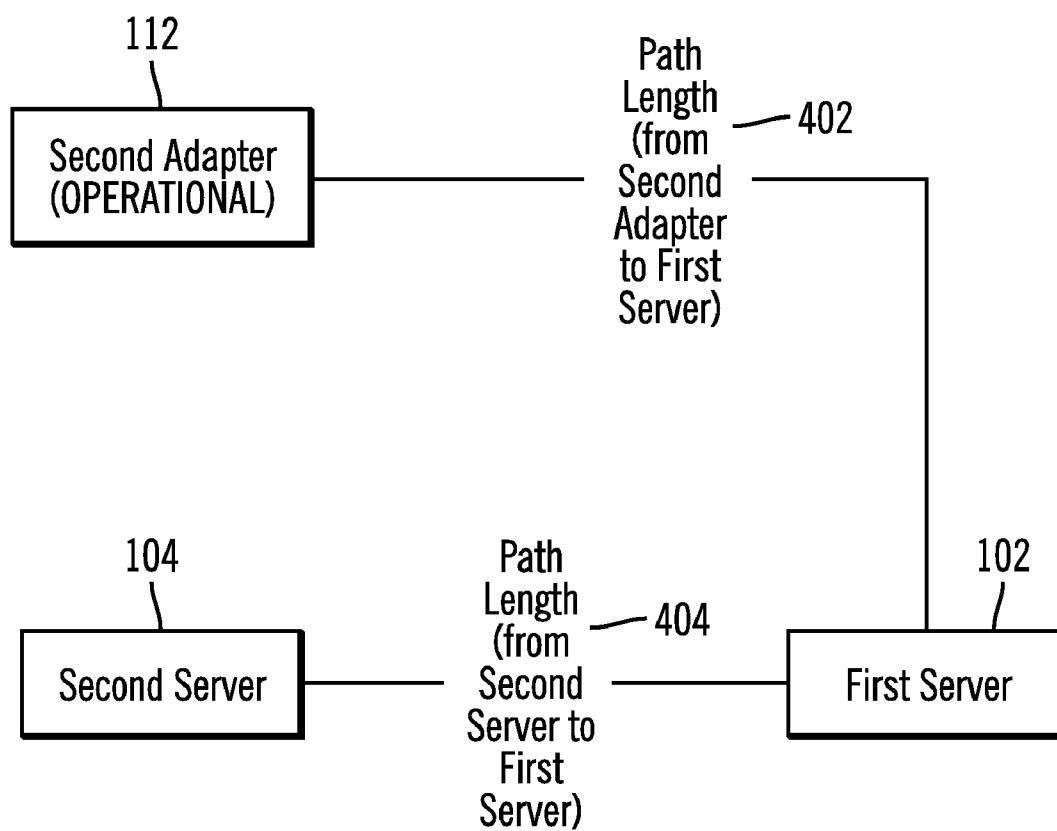 112
Second Adapter
(OPERATIONAL)
Path
Length
(from
Second
Adapter
to First
Server)
402
104
Second Server
Path
Length
(from
Second
Server to
First
Server)
404
102
First Server